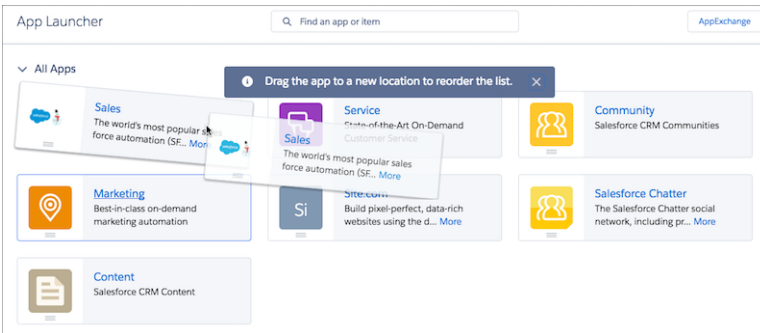 App Launcher
Find an app or item
AppExchange
All Apps
Drag the app to a new location to reorder the list.
Sales
The world's most popular sales
force automation (SF... More
Service
State-of-the-Art On-Demand
Customer Service
Sales
The world's most popular sales
force automation (SF... More
Community
Salesforce CRM Communities
Marketing
Best-in-class on-demand
marketing automation
Si
Site.com
Build pixel-perfect, data-rich
websites using the d... More
Salesforce Chatter
The Salesforce Chatter social
network, including pr... More
Content
Salesforce CRM Content